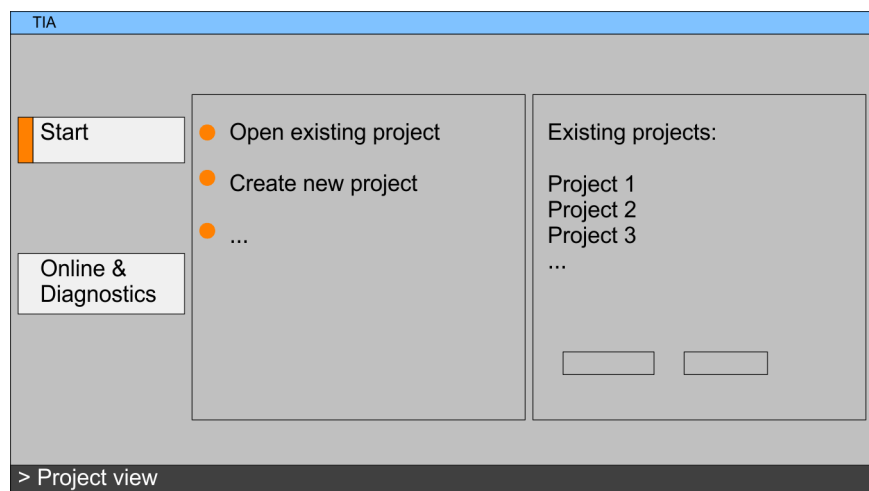 TIA
Start
Online &
Diagnostics
Open existing project
Create new project
...
Existing projects:
Project 1
Project 2
Project 3
...
> Project view